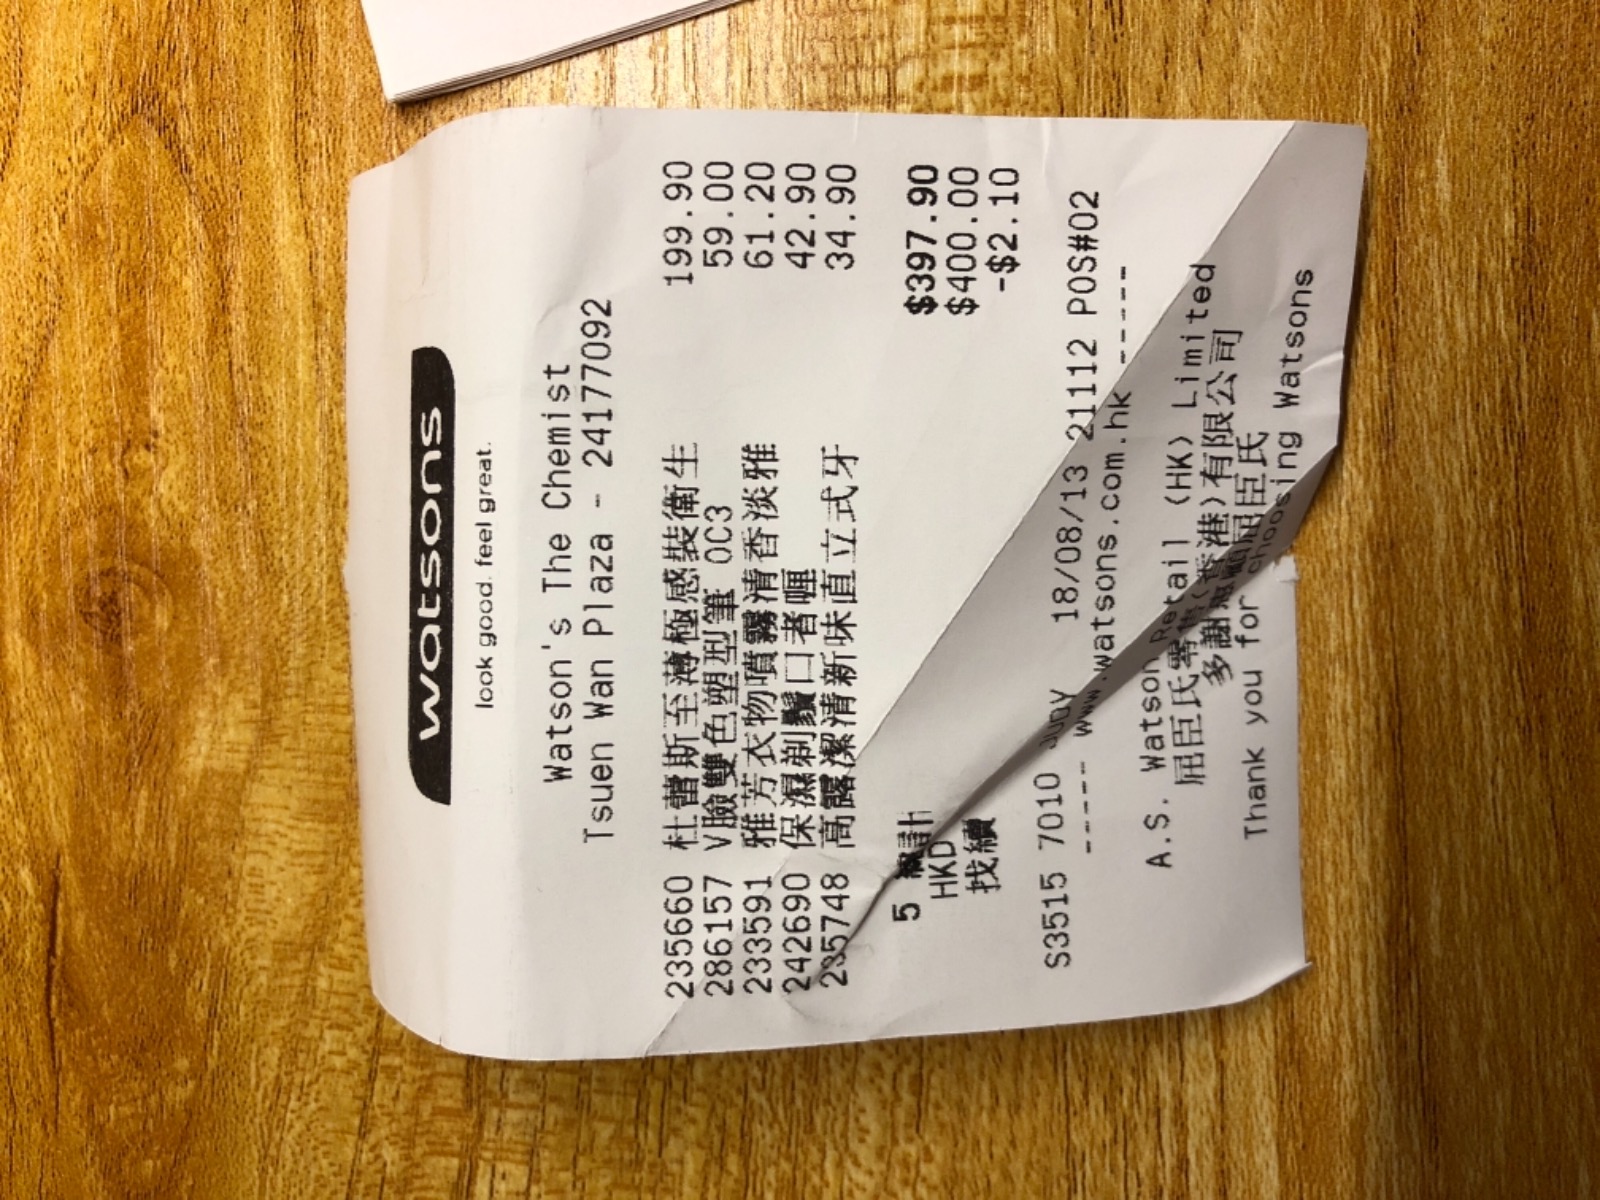 watsons
look good. feel great.
Watson's The Chemist
Tsuen Wan Plaza - 24177092
235660 杜蕾斯至薄極感裝衛生 199.90
286157 V臉雙色塑型筆 0C3 59.00
233591 雅芳衣物噴霧清香淡雅 61.20
242690 保濕剃鬚口者喱 42.90
235748 高露潔清新味直立式牙 34.90
5 總計 $397.90
HKD $400.00
找續 -$2.10
S3515 7010 JUDY 18/08/13 21112 POS#02
----- www.watsons.com.hk -----
A.S. Watson Retail (HK) Limited
屈臣氏零售(香港)有限公司
多謝惠顧屈臣氏
Thank you for choosing Watsons